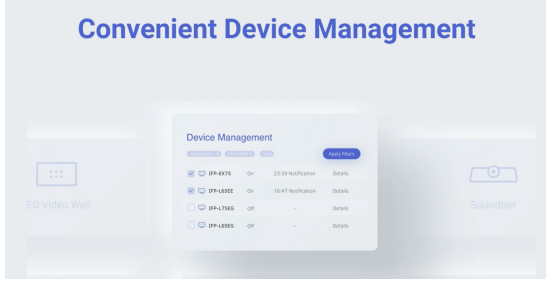 Convenient Device Management
Device Management
Apply filters
IFP-EX75 On 23:59 Notification Details
IFP-L83EE On 16:47 Notification Details
IFP-L75EG Off - Details
IFP-L65EG Off - Details
ED Video Wall
Soundbar